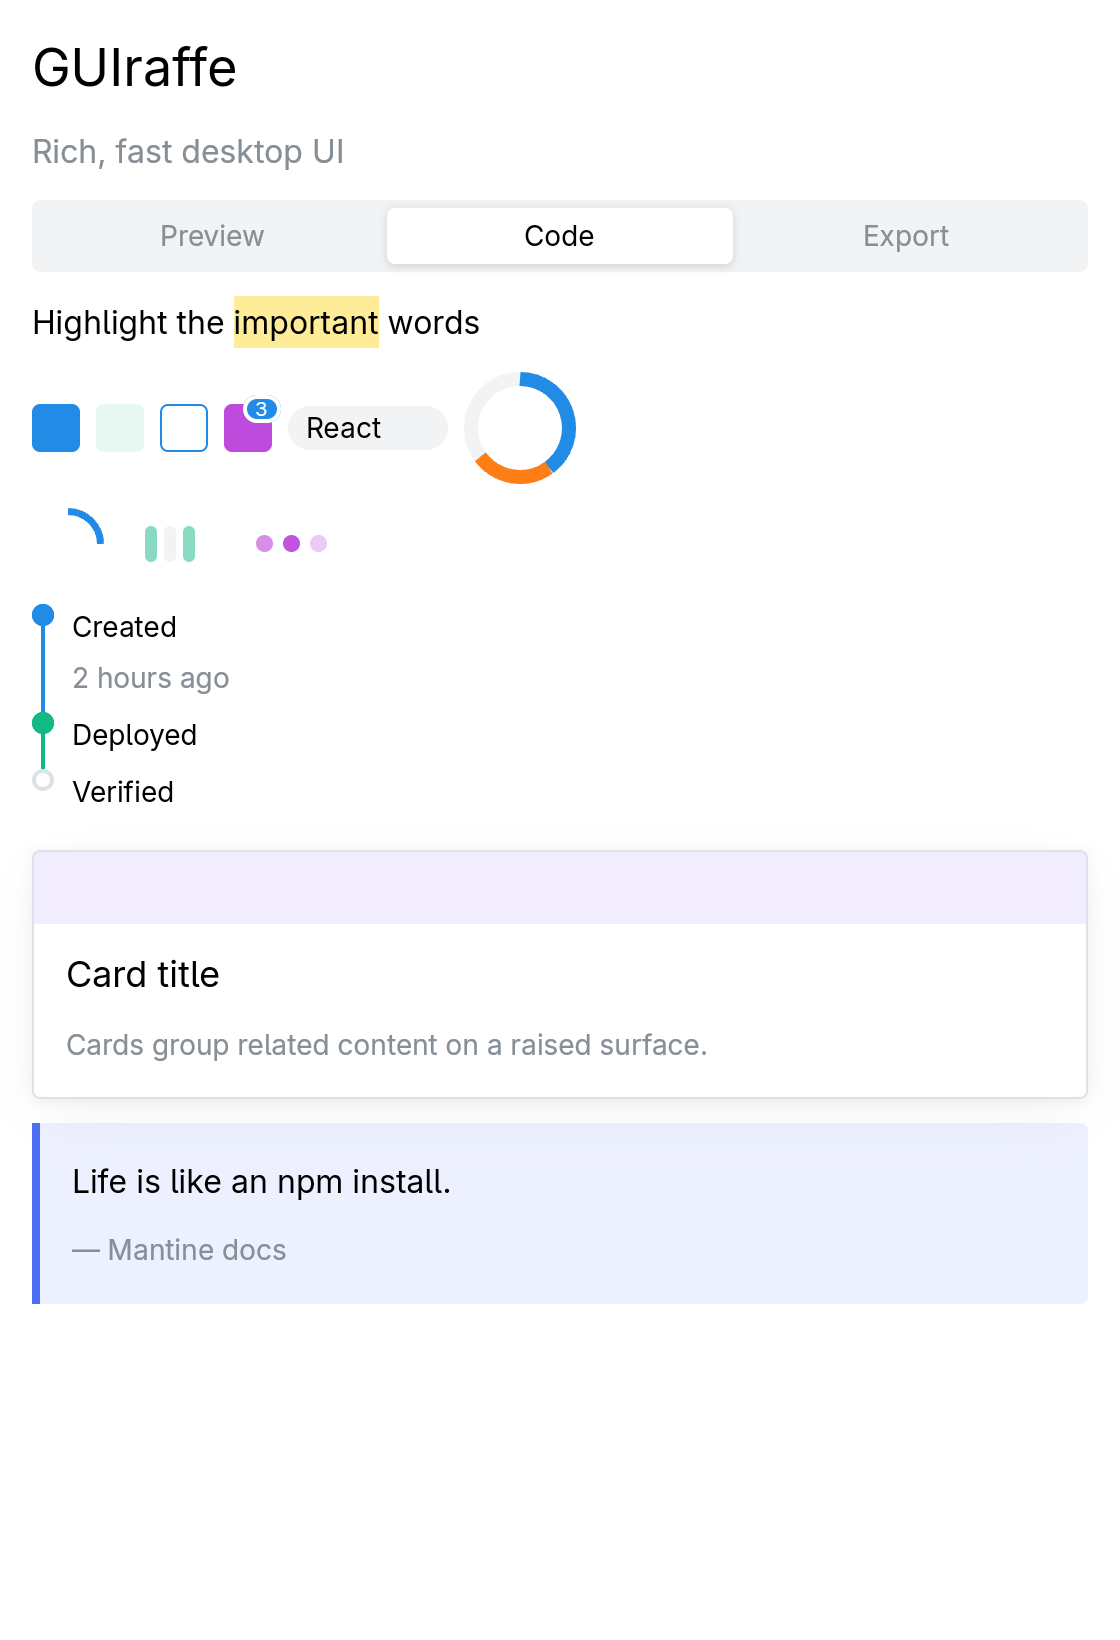 GUIraffe
Rich, fast desktop UI
Preview Code Export
Highlight the important words
3
React
Created
2 hours ago
Deployed
Verified
Card title
Cards group related content on a raised surface.
Life is like an npm install.
— Mantine docs